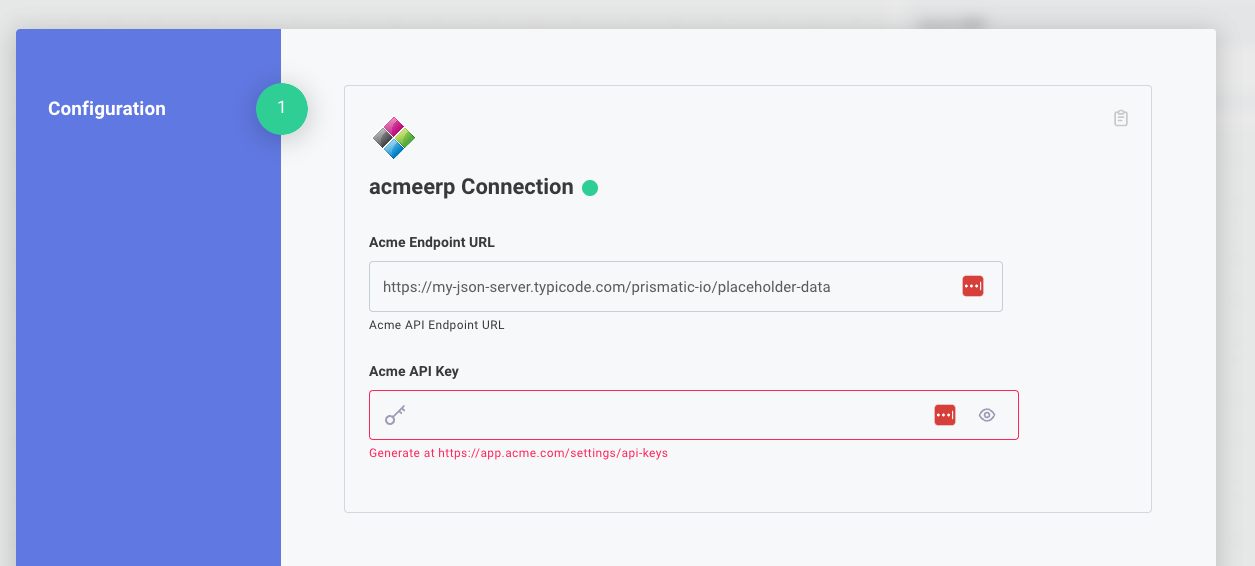 Configuration
1
acmeerp Connection
Acme Endpoint URL
https://my-json-server.typicode.com/prismatic-io/placeholder-data
Acme API Endpoint URL
Acme API Key
Generate at https://app.acme.com/settings/api-keys